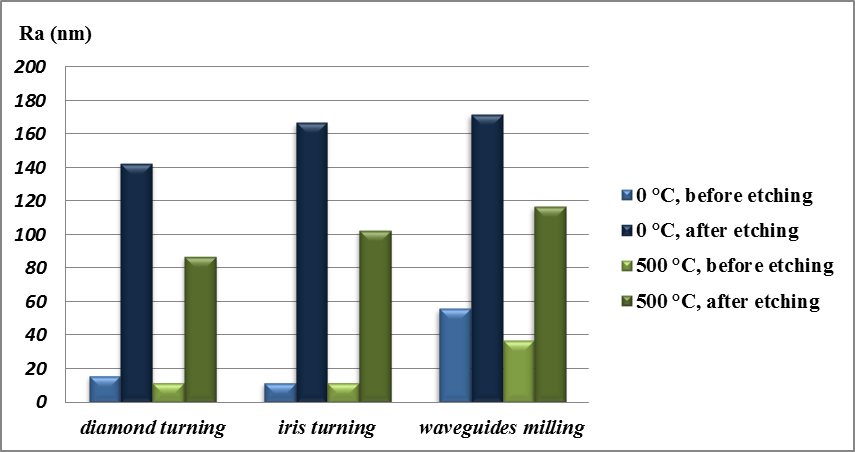 Ra (nm)
200
180
160
140
120
100
80
60
40
20
0
diamond turning
iris turning
waveguides milling
0 °C, before etching
0 °C, after etching
500 °C, before etching
500 °C, after etching